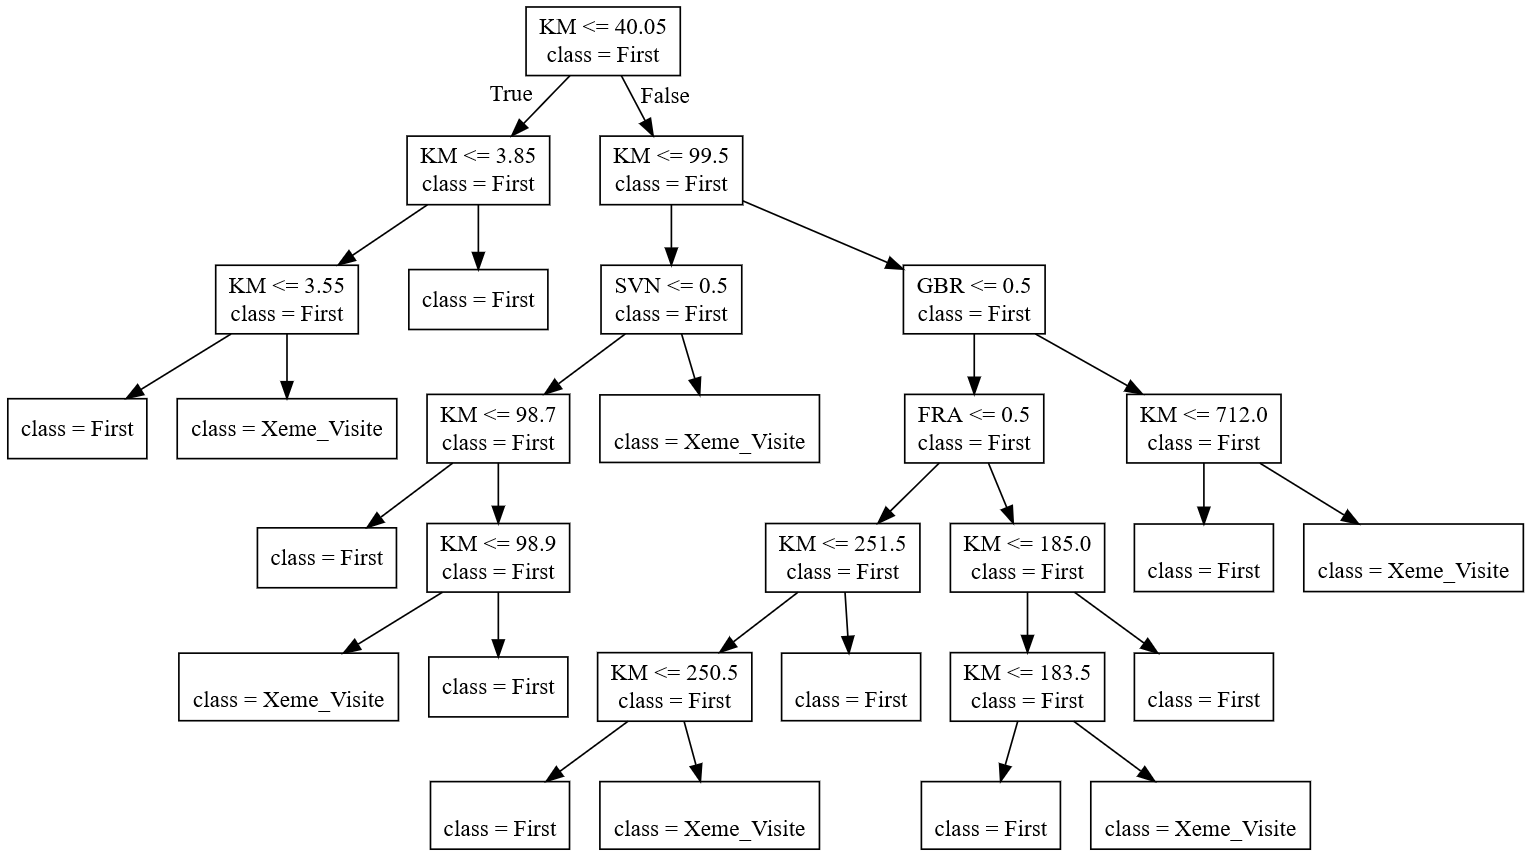 KM <= 40.05
class = First
True
False
KM <= 3.85
class = First
KM <= 99.5
class = First
KM <= 3.55
class = First
class = First
SVN <= 0.5
class = First
GBR <= 0.5
class = First
class = First
class = Xeme_Visite
KM <= 98.7
class = First
class = Xeme_Visite
FRA <= 0.5
class = First
KM <= 712.0
class = First
class = First
KM <= 98.9
class = First
KM <= 251.5
class = First
KM <= 185.0
class = First
class = First
class = Xeme_Visite
class = Xeme_Visite
class = First
KM <= 250.5
class = First
class = First
KM <= 183.5
class = First
class = First
class = First
class = Xeme_Visite
class = First
class = Xeme_Visite